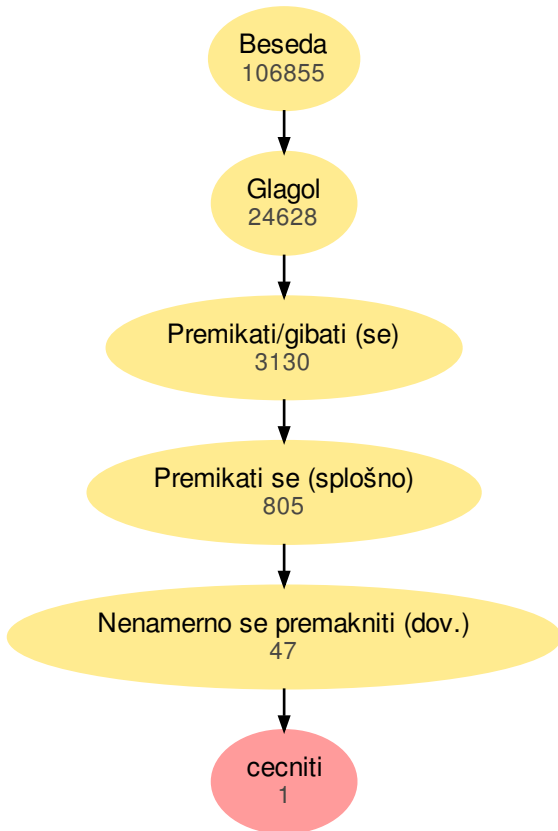 Beseda
106855
Glagol
24628
Premikati/gibati (se)
3130
Premikati se (splošno)
805
Nenamerno se premakniti (dov.)
47
cecniti
1